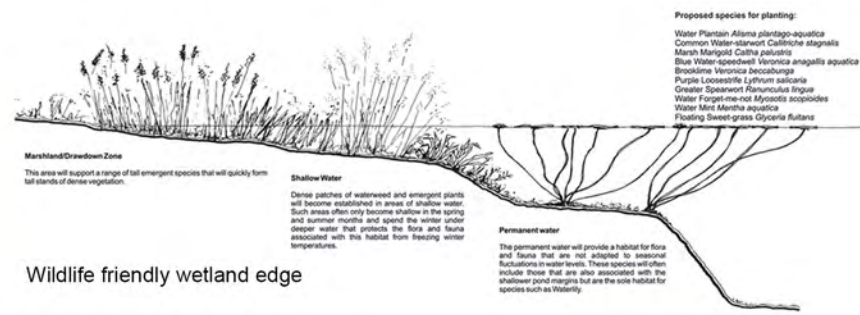 Proposed species for planting:
Water Plantain Alisma plantago-aquatica
Common Water-starwort Callitriche stagnalis
Marsh Marigold Caltha palustris
Blue Water-speedwell Veronica anagallis aquatica
Brooklime Veronica beccabunga
Purple Loosestrife Lythrum salicaria
Greater Spearwort Ranunculus lingua
Water Forget-me-not Myosotis scopioides
Water Mint Mentha aquatica
Floating Sweet-grass Glyceria fluitans
Marshland/Drawdown Zone
This area will support a range of tall emergent species that will quickly form
tall stands of dense vegetation.
Shallow Water
Dense patches of waterweed and emergent plants
will become established in areas of shallow water.
Such areas often only become shallow in the spring
and summer months and spend the winter under
deeper water that protects the flora and fauna
associated with this habitat from freezing winter
temperatures.
Permanent water
The permanent water will provide a habitat for flora
and fauna that are not adapted to seasonal
fluctuations in water levels. These species will often
include those that are also associated with the
shallower pond margins but are the sole habitat for
species such as Waterlily.
Wildlife friendly wetland edge